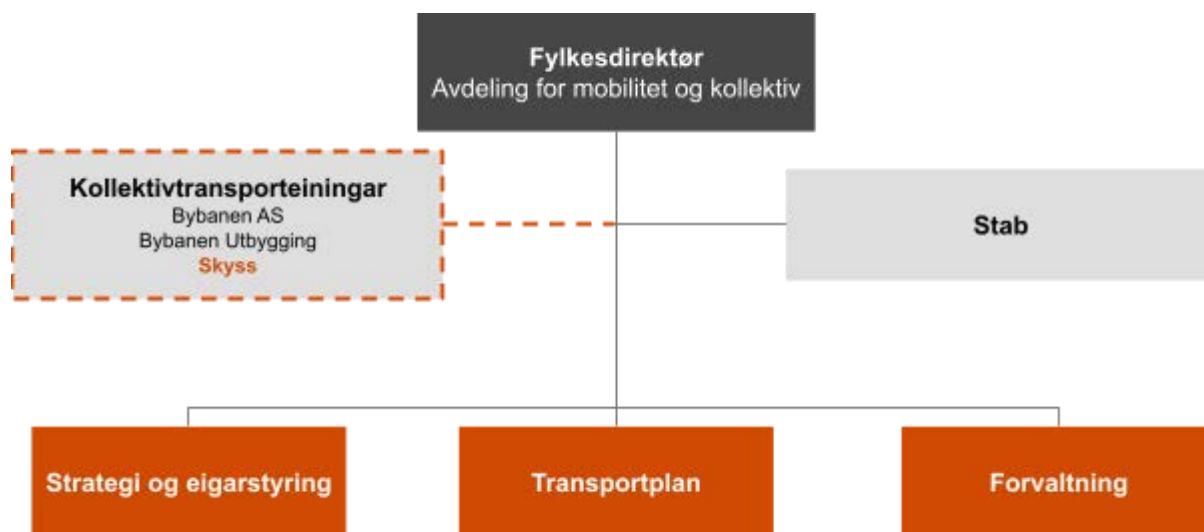 Fylkesdirektør
Avdeling for mobilitet og kollektiv
Kollektivtransporteiningar
Bybanen AS
Bybanen Utbygging
Skyss
Stab
Strategi og eigarstyring
Transportplan
Forvaltning